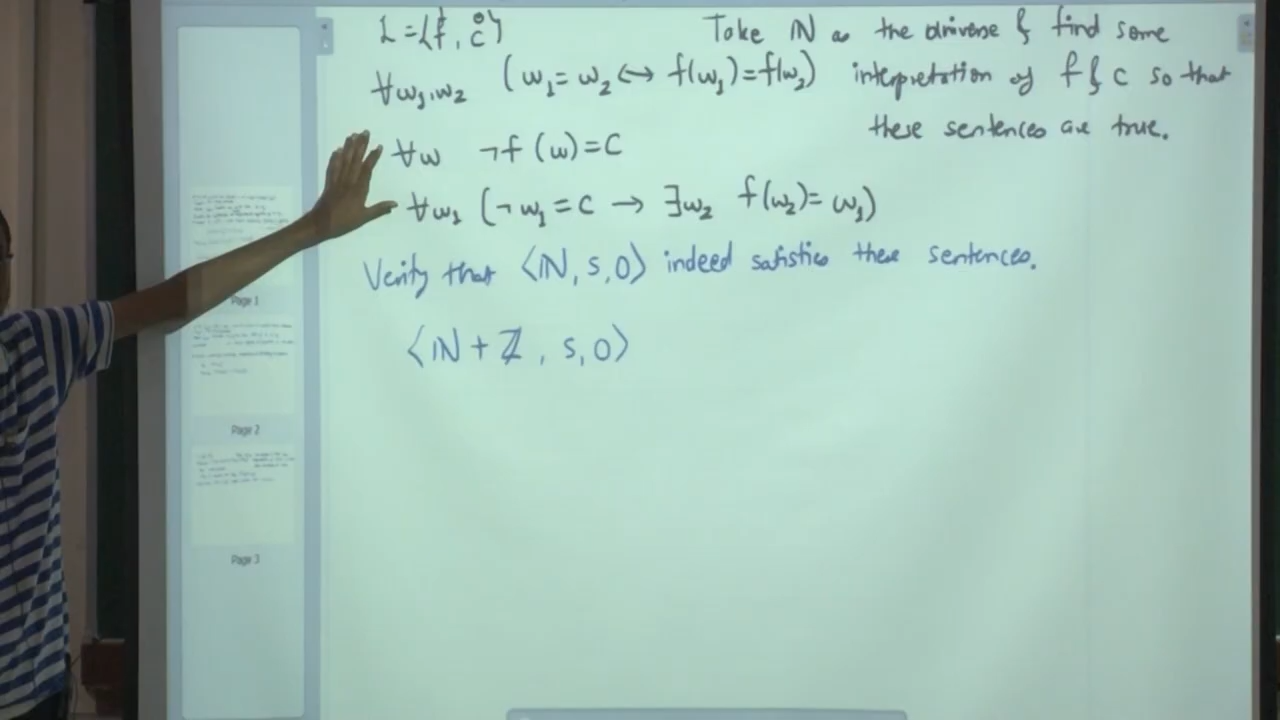 L = {f¹, c⁰}
Take ℕ as the universe & find some
∀w₁,w₂ (w₁ = w₂ ↔ f(w₁) = f(w₂))
interpretation of f & c so that
these sentences are true.
∀w ¬f(w) = c
∀w₁ (¬w₁ = c → ∃w₂ f(w₂) = w₁)
Verify that ⟨ℕ, s, 0⟩ indeed satisfies these sentences.
⟨ℕ + ℤ, s, 0⟩
Page 1
Page 2
Page 3